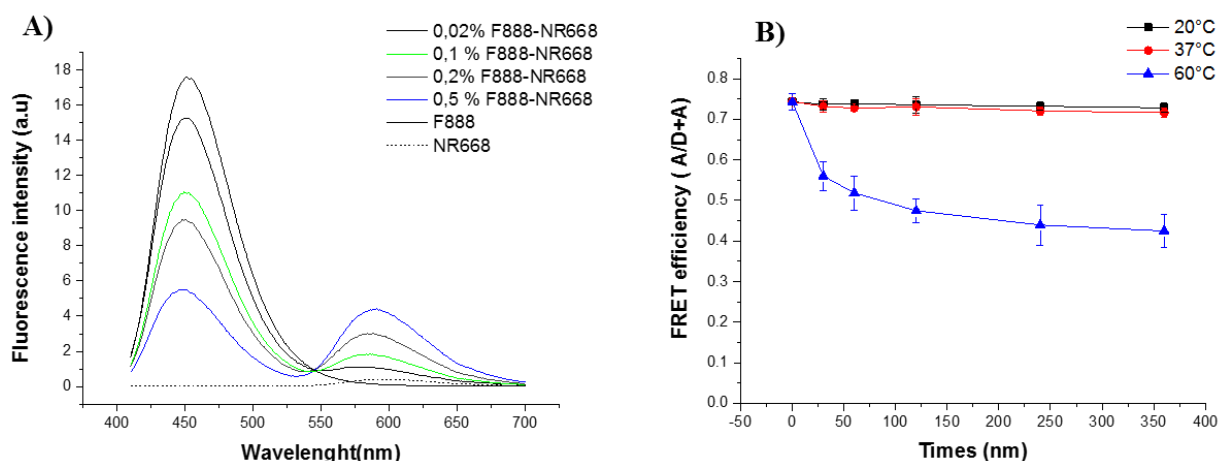 A)
0,02% F888-NR668
0,1 % F888-NR668
0,2% F888-NR668
0,5 % F888-NR668
F888
NR668
Fluorescence intensity (a.u)
18
16
14
12
10
8
6
4
2
0
400
450
500
550
600
650
700
Wavelenght(nm)
B)
20°C
37°C
60°C
FRET efficiency ( A/D+A)
0.8
0.7
0.6
0.5
0.4
0.3
0.2
0.1
0.0
-50
0
50
100
150
200
250
300
350
400
Times (nm)